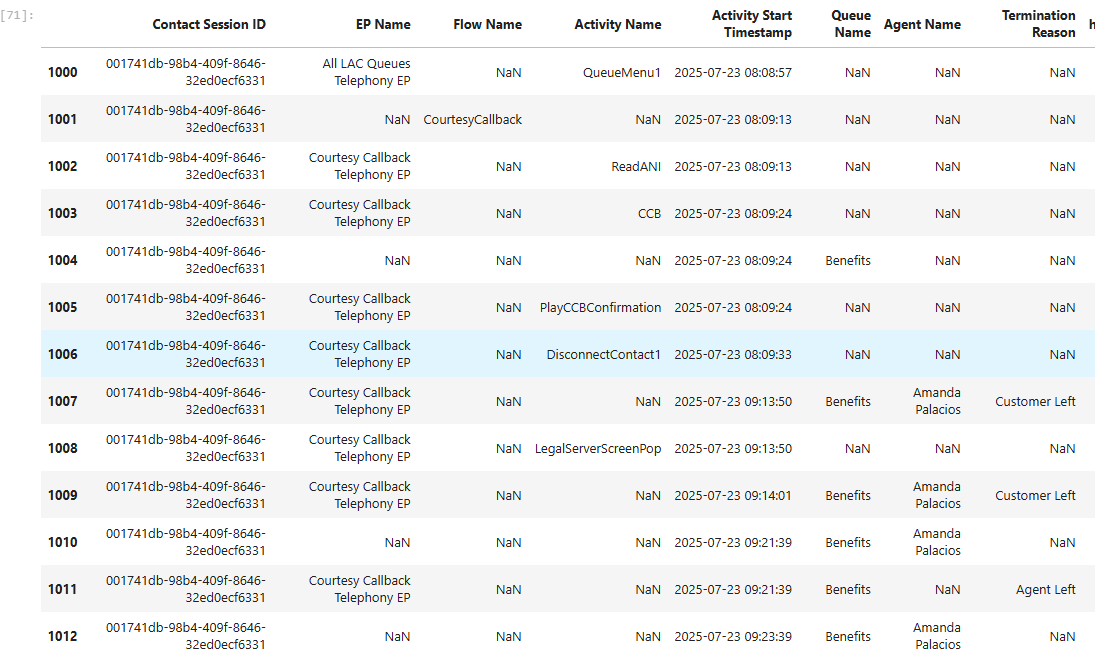 [71]:
Contact Session ID EP Name Flow Name Activity Name Activity Start Timestamp Queue Name Agent Name Termination Reason h
1000 001741db-98b4-409f-8646-32ed0ecf6331 All LAC Queues Telephony EP NaN QueueMenu1 2025-07-23 08:08:57 NaN NaN NaN
1001 001741db-98b4-409f-8646-32ed0ecf6331 NaN CourtesyCallback NaN 2025-07-23 08:09:13 NaN NaN NaN
1002 001741db-98b4-409f-8646-32ed0ecf6331 Courtesy Callback Telephony EP NaN ReadANI 2025-07-23 08:09:13 NaN NaN NaN
1003 001741db-98b4-409f-8646-32ed0ecf6331 Courtesy Callback Telephony EP NaN CCB 2025-07-23 08:09:24 NaN NaN NaN
1004 001741db-98b4-409f-8646-32ed0ecf6331 NaN NaN NaN 2025-07-23 08:09:24 Benefits NaN NaN
1005 001741db-98b4-409f-8646-32ed0ecf6331 Courtesy Callback Telephony EP NaN PlayCCBConfirmation 2025-07-23 08:09:24 NaN NaN NaN
1006 001741db-98b4-409f-8646-32ed0ecf6331 Courtesy Callback Telephony EP NaN DisconnectContact1 2025-07-23 08:09:33 NaN NaN NaN
1007 001741db-98b4-409f-8646-32ed0ecf6331 Courtesy Callback Telephony EP NaN NaN 2025-07-23 09:13:50 Benefits Amanda Palacios Customer Left
1008 001741db-98b4-409f-8646-32ed0ecf6331 Courtesy Callback Telephony EP NaN LegalServerScreenPop 2025-07-23 09:13:50 NaN NaN NaN
1009 001741db-98b4-409f-8646-32ed0ecf6331 Courtesy Callback Telephony EP NaN NaN 2025-07-23 09:14:01 Benefits Amanda Palacios Customer Left
1010 001741db-98b4-409f-8646-32ed0ecf6331 NaN NaN NaN 2025-07-23 09:21:39 Benefits Amanda Palacios NaN
1011 001741db-98b4-409f-8646-32ed0ecf6331 Courtesy Callback Telephony EP NaN NaN 2025-07-23 09:21:39 Benefits NaN Agent Left
1012 001741db-98b4-409f-8646-32ed0ecf6331 NaN NaN NaN 2025-07-23 09:23:39 Benefits Amanda Palacios NaN